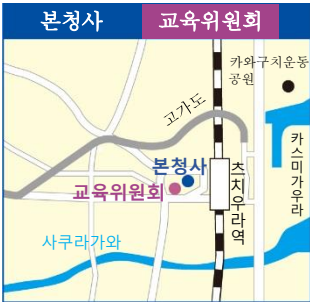 본청사
교육위원회
카와구치운동
공원
고가도
본청사
카스미가우라
교육위원회
츠치우라역
사쿠라가와